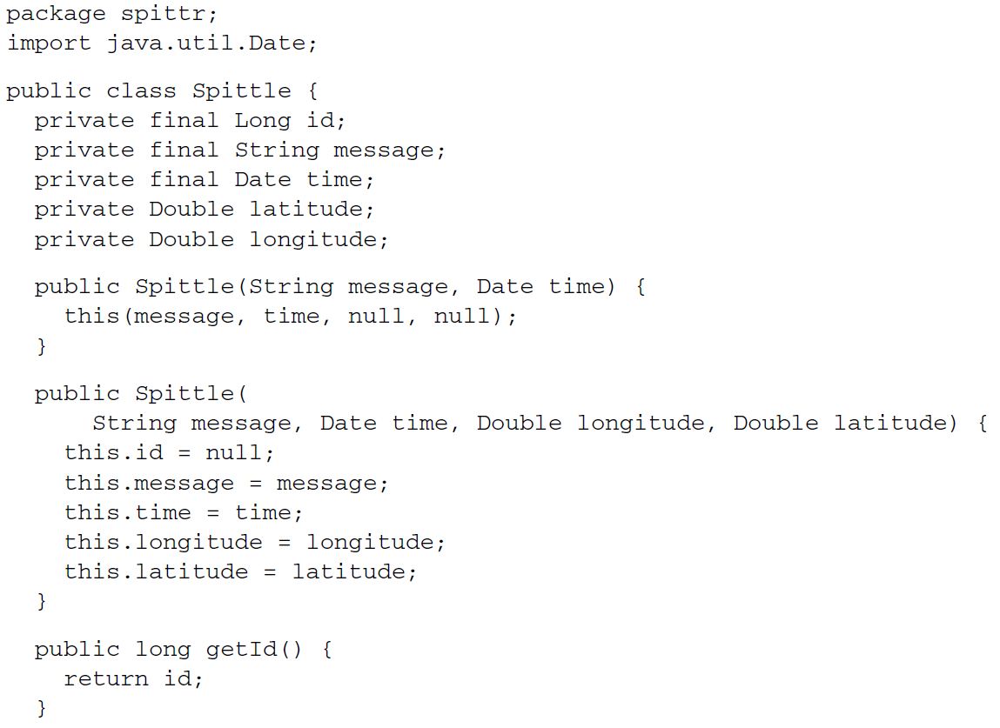 package spittr;
import java.util.Date;
public class Spittle {
  private final Long id;
  private final String message;
  private final Date time;
  private Double latitude;
  private Double longitude;
  public Spittle(String message, Date time) {
    this(message, time, null, null);
  }
  public Spittle(
      String message, Date time, Double longitude, Double latitude) {
    this.id = null;
    this.message = message;
    this.time = time;
    this.longitude = longitude;
    this.latitude = latitude;
  }
  public long getId() {
    return id;
  }